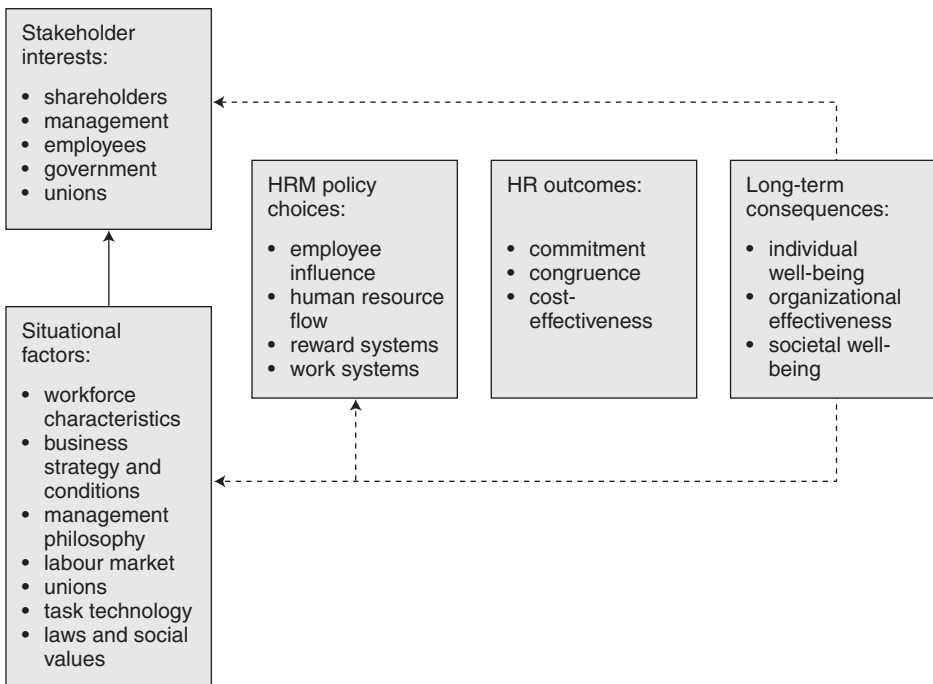 Stakeholder
interests:
• shareholders
• management
• employees
• government
• unions
HRM policy
choices:
• employee
influence
• human resource
flow
• reward systems
• work systems
HR outcomes:
• commitment
• congruence
• cost-
effectiveness
Long-term
consequences:
• individual
well-being
• organizational
effectiveness
• societal well-
being
Situational
factors:
• workforce
characteristics
• business
strategy and
conditions
• management
philosophy
• labour market
• unions
• task technology
• laws and social
values